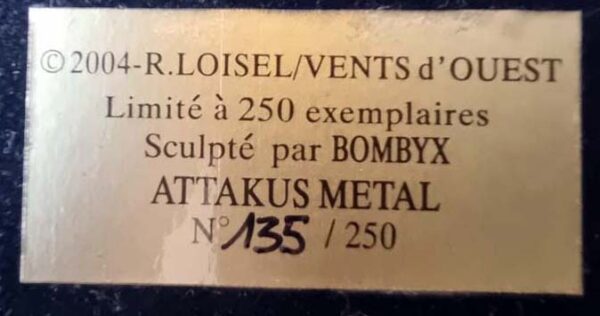 ©2004-R.LOISEL/VENTS d'OUEST
Limité à 250 exemplaires
Sculpté par BOMBYX
ATTAKUS METAL
N° 135 / 250